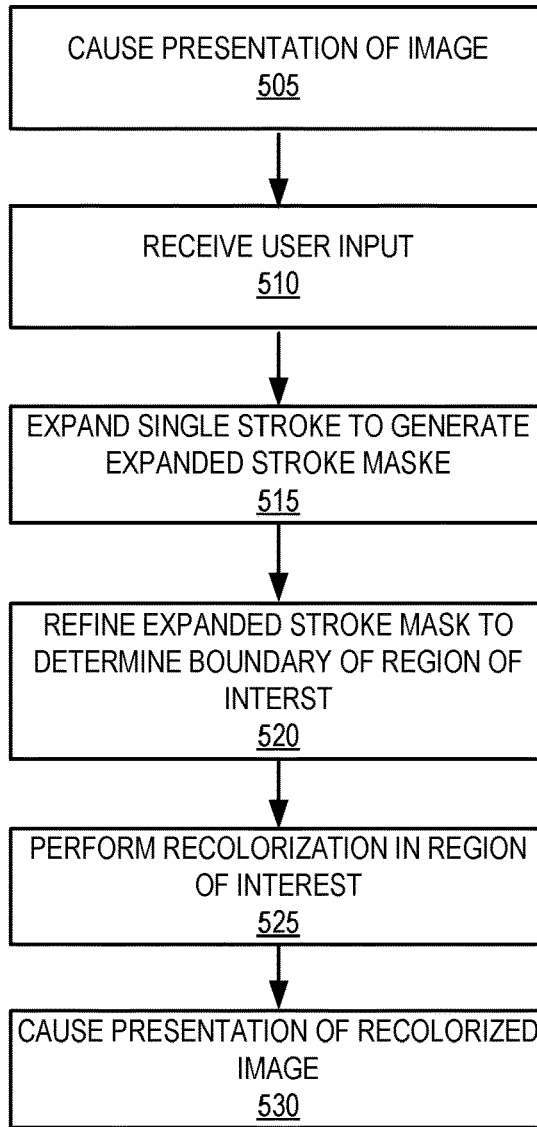 CAUSE PRESENTATION OF IMAGE
505
RECEIVE USER INPUT
510
EXPAND SINGLE STROKE TO GENERATE
EXPANDED STROKE MASKE
515
REFINE EXPANDED STROKE MASK TO
DETERMINE BOUNDARY OF REGION OF
INTERST
520
PERFORM RECOLORIZATION IN REGION
OF INTEREST
525
CAUSE PRESENTATION OF RECOLORIZED
IMAGE
530